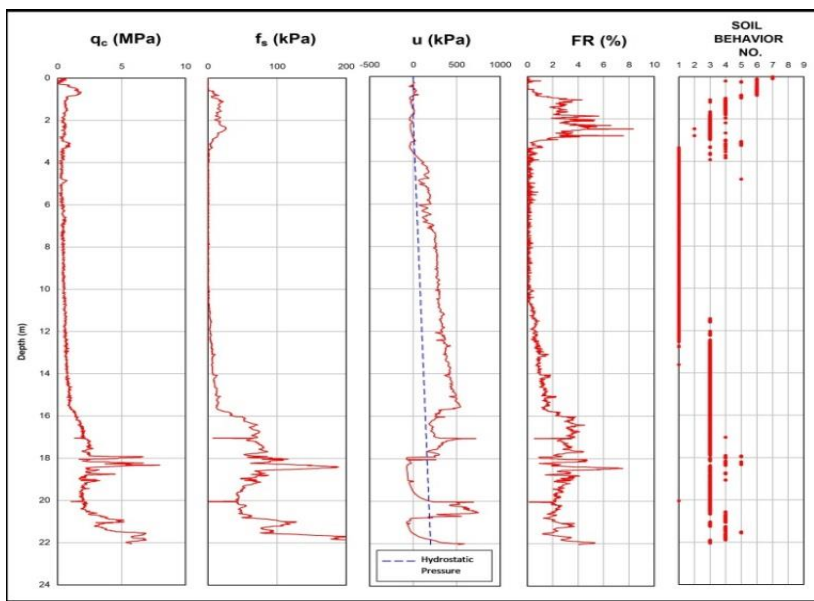 q_c (MPa)
f_s (kPa)
u (kPa)
FR (%)
SOIL
BEHAVIOR
NO.
0 5 10
0 100 200
-500 0 500 1000
0 2 4 6 8 10
1 2 3 4 5 6 7 8 9
Depth (m)
0
2
4
6
8
10
12
14
16
18
20
22
24
Hydrostatic
Pressure